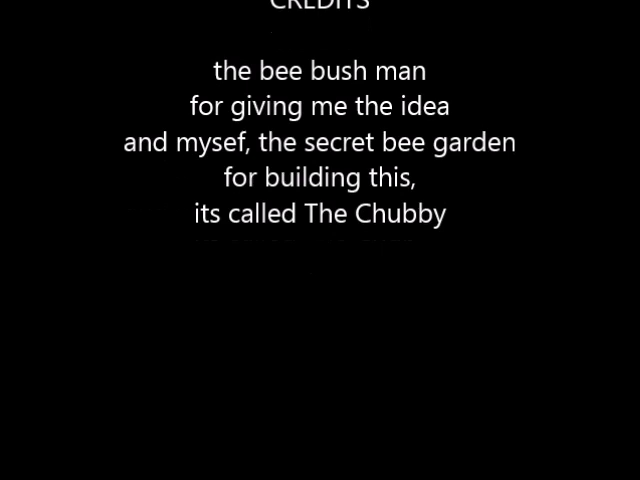 CREDITS
the bee bush man
for giving me the idea
and mysef, the secret bee garden
for building this,
its called The Chubby